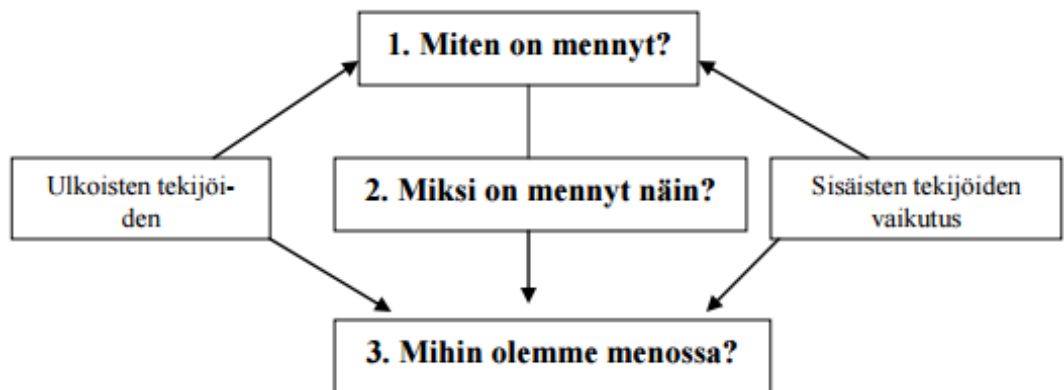 1. Miten on mennyt?
Ulkoisten tekijöi-
den
2. Miksi on mennyt näin?
Sisäisten tekijöiden
vaikutus
3. Mihin olemme menossa?